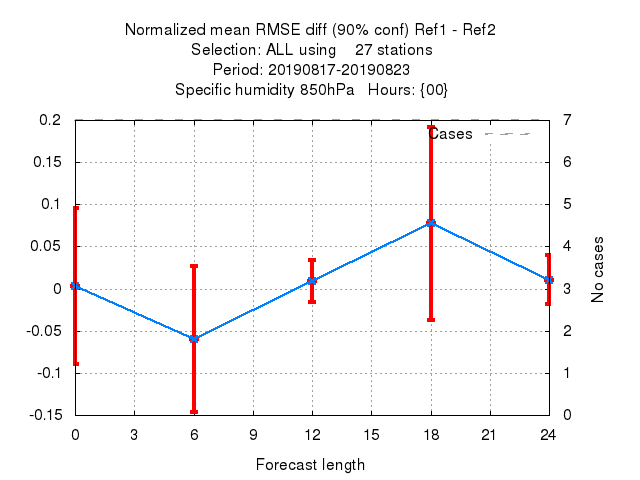 Normalized mean RMSE diff (90% conf) Ref1 - Ref2
Selection: ALL using 27 stations
Period: 20190817-20190823
Specific humidity 850hPa Hours: {00}
0.2 7
Cases
0.15 6
0.1 5
0.05 4
0 3
-0.05 2
-0.1 1
-0.15 0
No cases
0 3 6 9 12 15 18 21 24
Forecast length